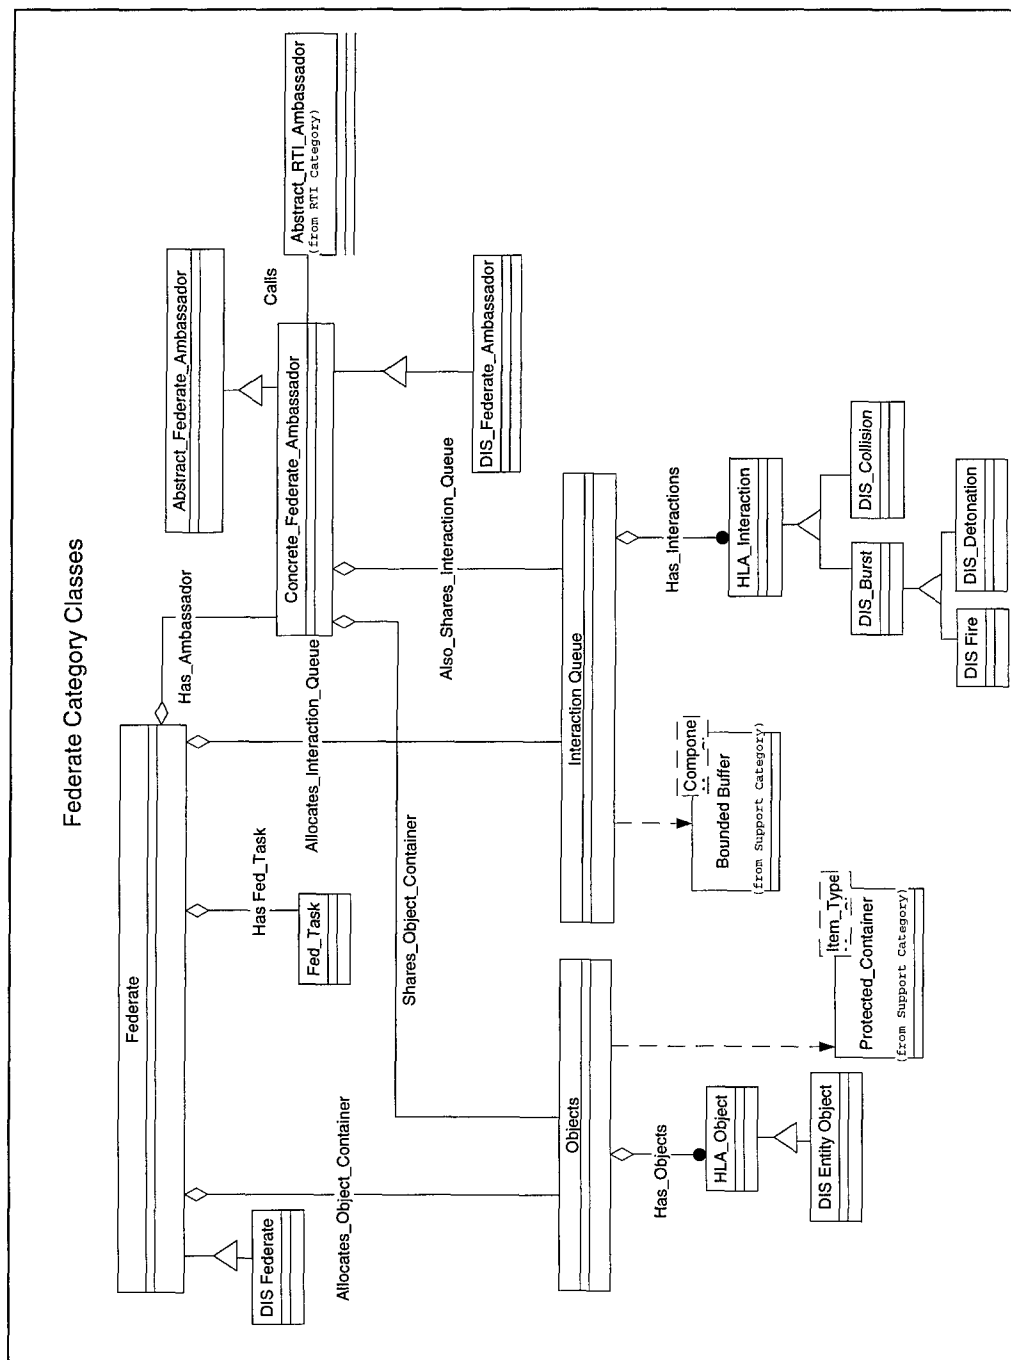 Federate Category Classes
Federate
DIS Federate
Has_Ambassador
Has Fed_Task
Fed_Task
Allocates_Object_Container
Allocates_Interaction_Queue
Shares_Object_Container
Abstract_Federate_Ambassador
Concrete_Federate_Ambassador
Calls
Abstract_RTI_Ambassador
(from RTI Category)
DIS_Federate_Ambassador
Also_Shares_Interaction_Queue
Objects
Interaction Queue
Has_Objects
HLA_Object
DIS Entity Object
Item_Type
Protected_Container
(from Support Category)
Compone
Bounded Buffer
(from Support Category)
Has_Interactions
HLA_Interaction
DIS_Burst
DIS_Collision
DIS Fire
DIS_Detonation